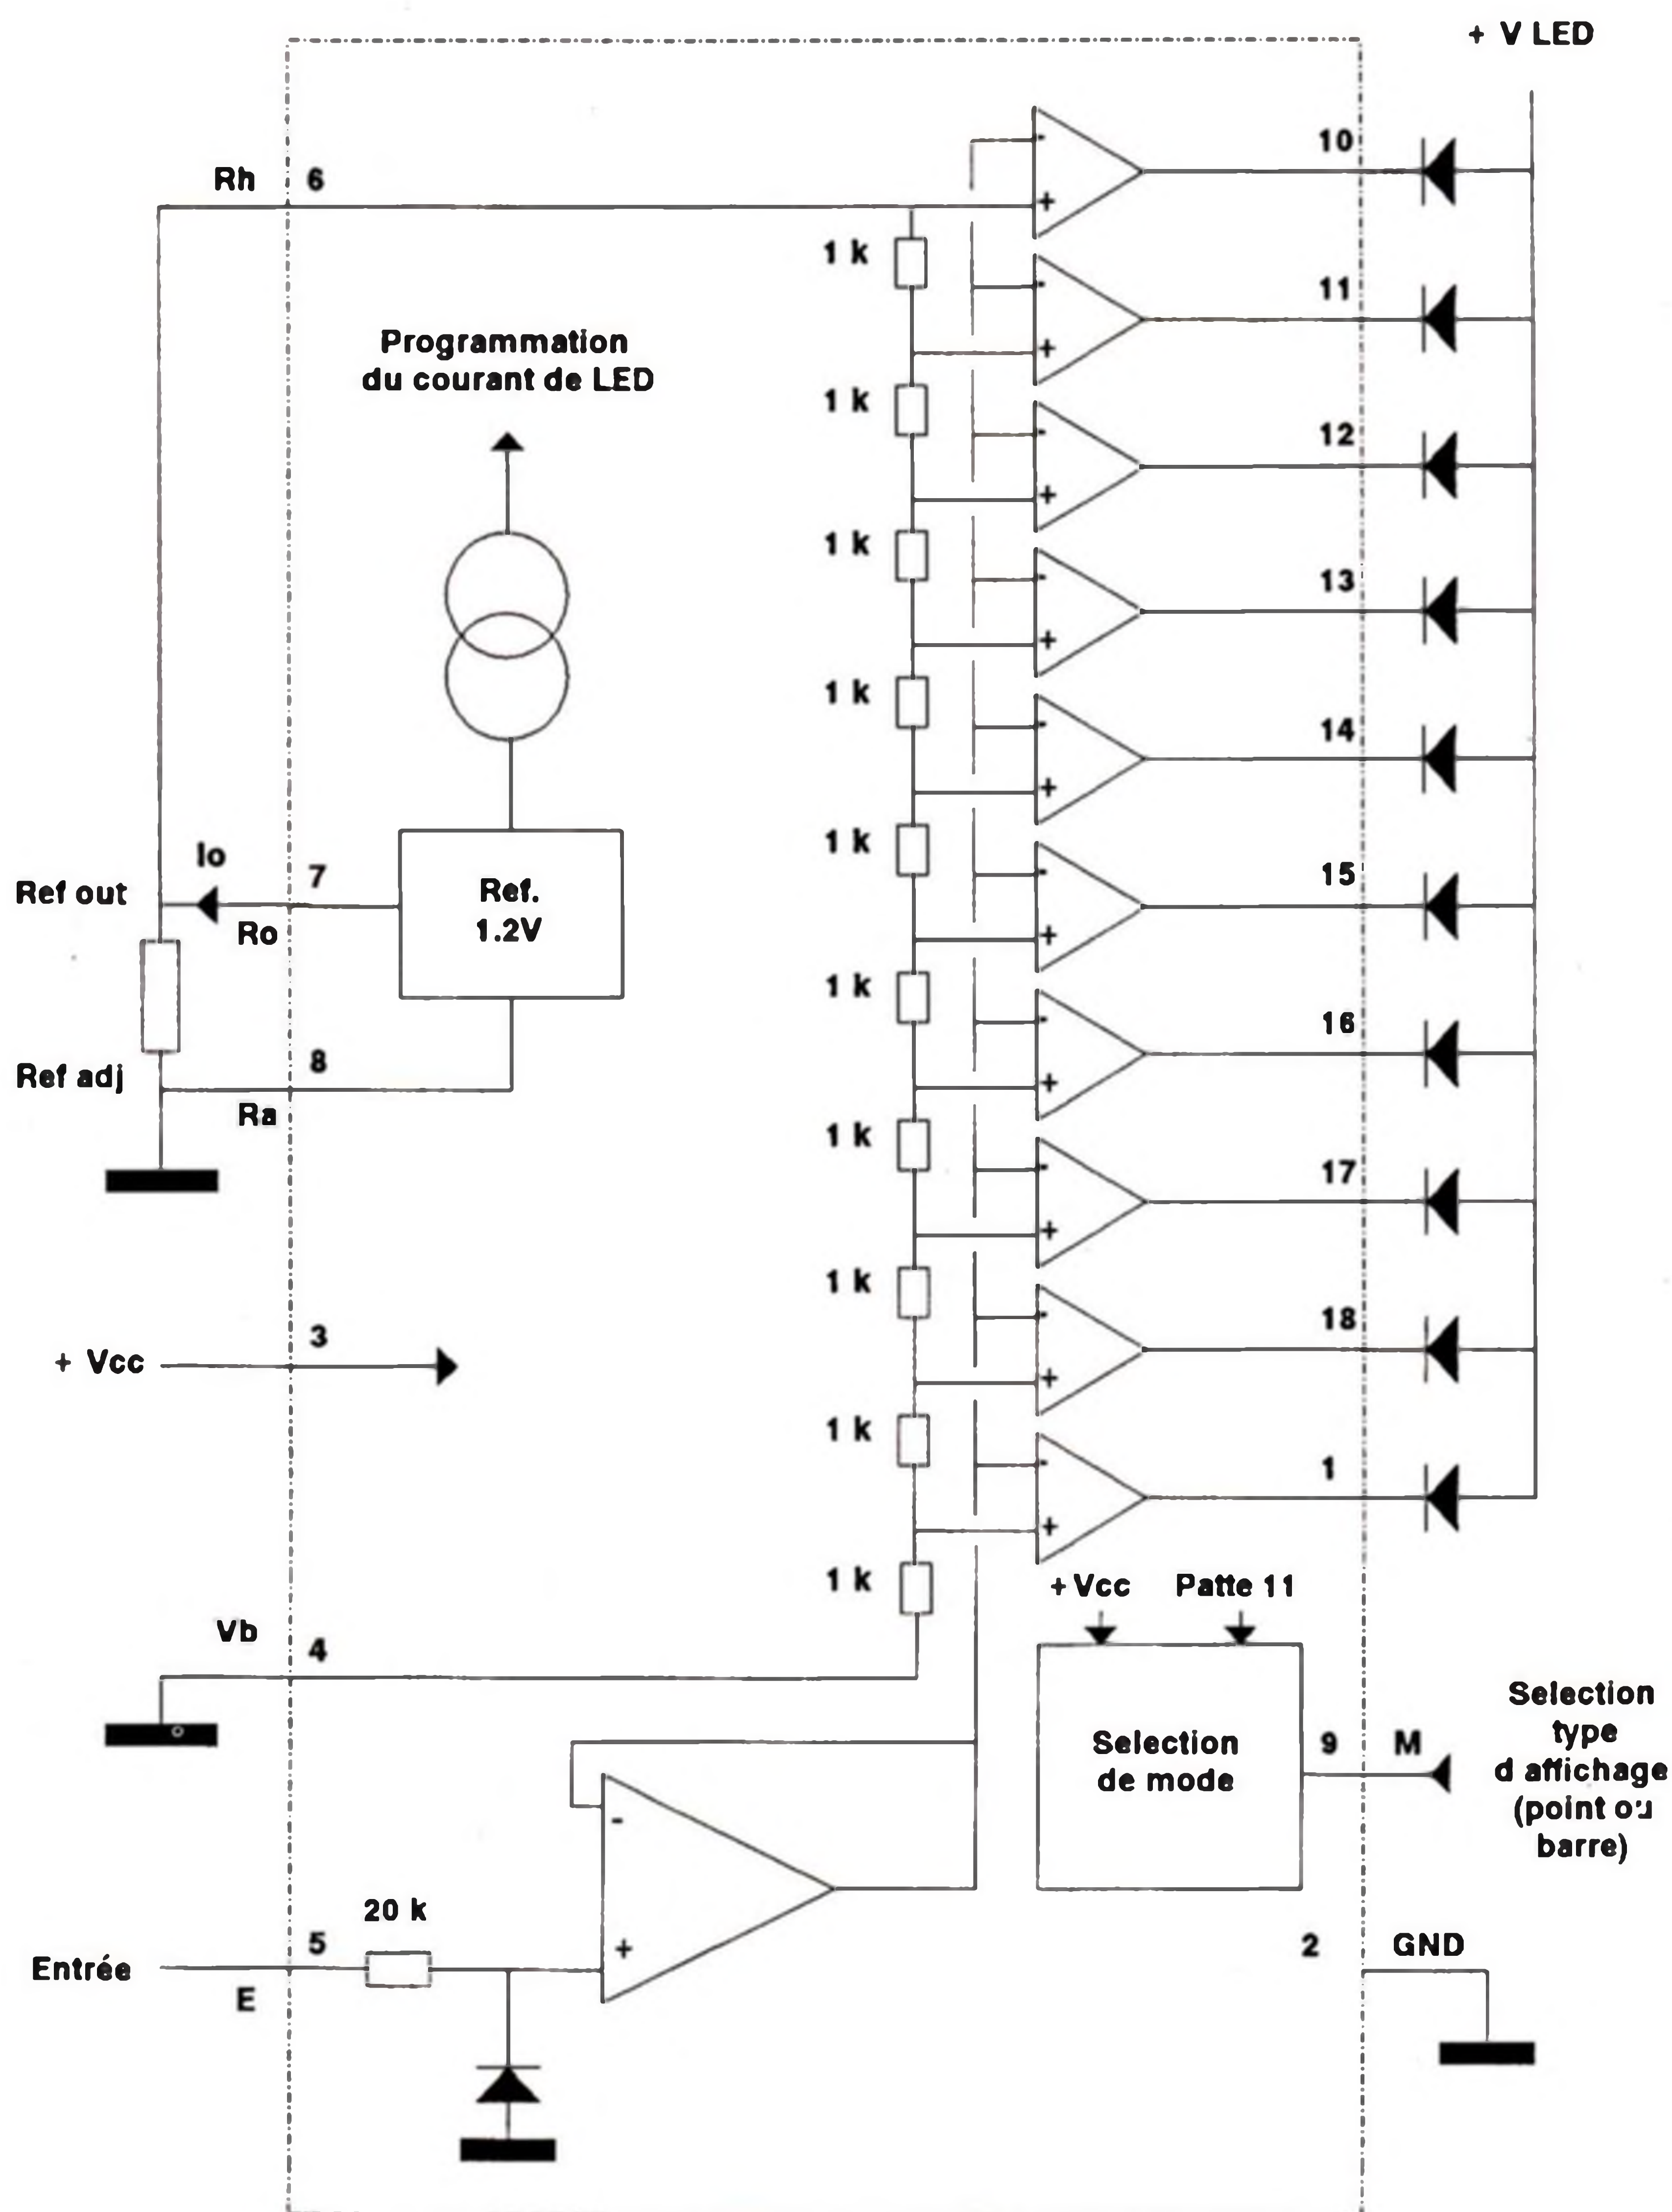 + V LED
10
Rh 6
-
+
1 k
11
-
+
Programmation
du courant de LED
1 k
12
-
+
1 k
13
-
+
1 k
14
-
+
1 k
15
-
+
Ref out
Io
7
Ro
Ref.
1.2V
1 k
16
-
+
Ref adj
8
Ra
1 k
17
-
+
1 k
18
-
+
+ Vcc
3
1 k
1
-
+
1 k
+ Vcc Patte 11
Vb
4
Selection
de mode
9 M
Selection
type
d affichage
(point ou
barre)
-
+
20 k
Entrée
5
E
2 GND